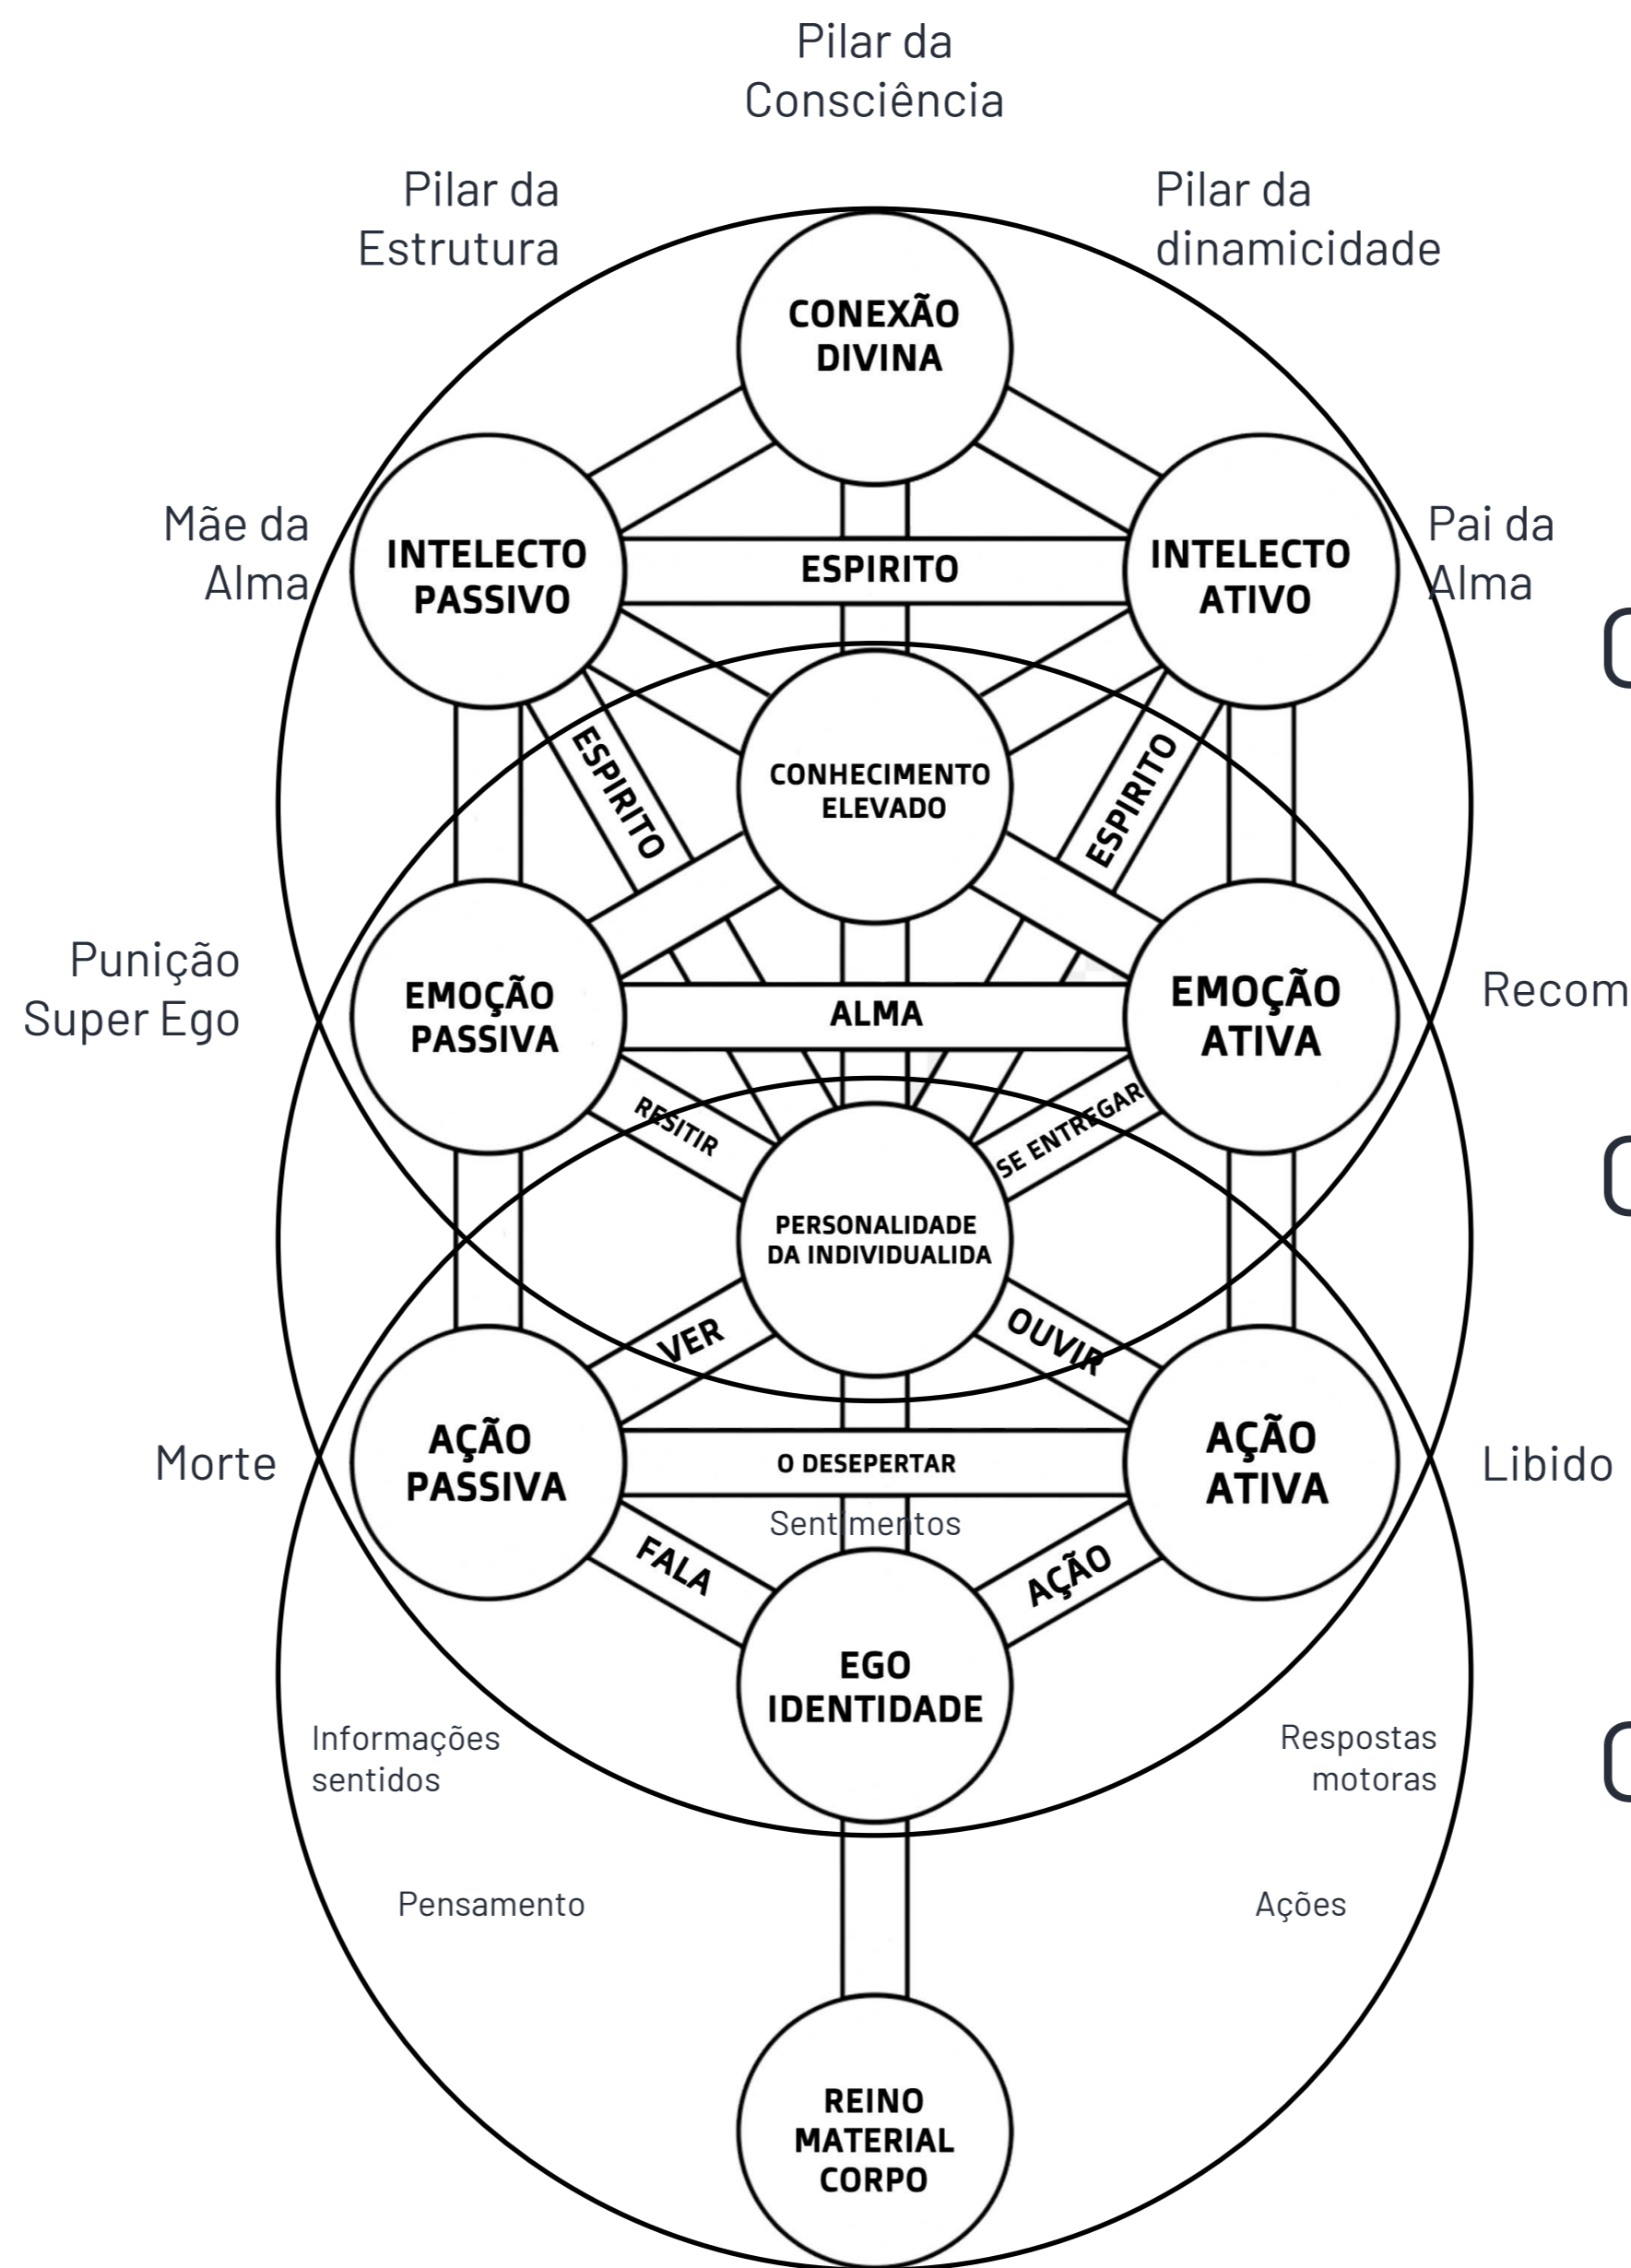 Pilar da
Consciência
Pilar da
Estrutura
Pilar da
dinamicidade
CONEXÃO
DIVINA
Mãe da
Alma
INTELECTO
PASSIVO
ESPIRITO
INTELECTO
ATIVO
Pai da
Alma
ESPIRITO
CONHECIMENTO
ELEVADO
ESPIRITO
Punição
Super Ego
EMOÇÃO
PASSIVA
ALMA
EMOÇÃO
ATIVA
Recom
RESITIR
SE ENTREGAR
PERSONALIDADE
DA INDIVIDUALIDA
VER
OUVIR
Morte
AÇÃO
PASSIVA
O DESEPERTAR
AÇÃO
ATIVA
Libido
Sentimentos
FALA
AÇÃO
EGO
IDENTIDADE
Informações
sentidos
Respostas
motoras
Pensamento
Ações
REINO
MATERIAL
CORPO